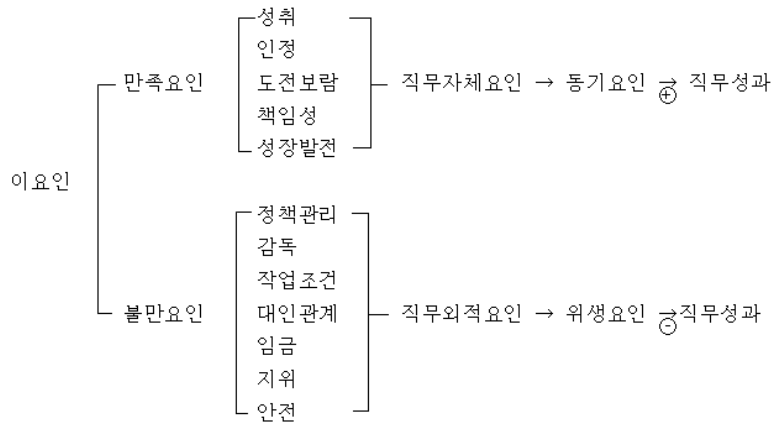 성취
인정
만족요인 도전보람 직무자체요인 → 동기요인 → ⊕ 직무성과
책임성
성장발전
이요인
정책관리
감독
작업조건
불만요인 대인관계 직무외적요인 → 위생요인 → ⊖ 직무성과
임금
지위
안전